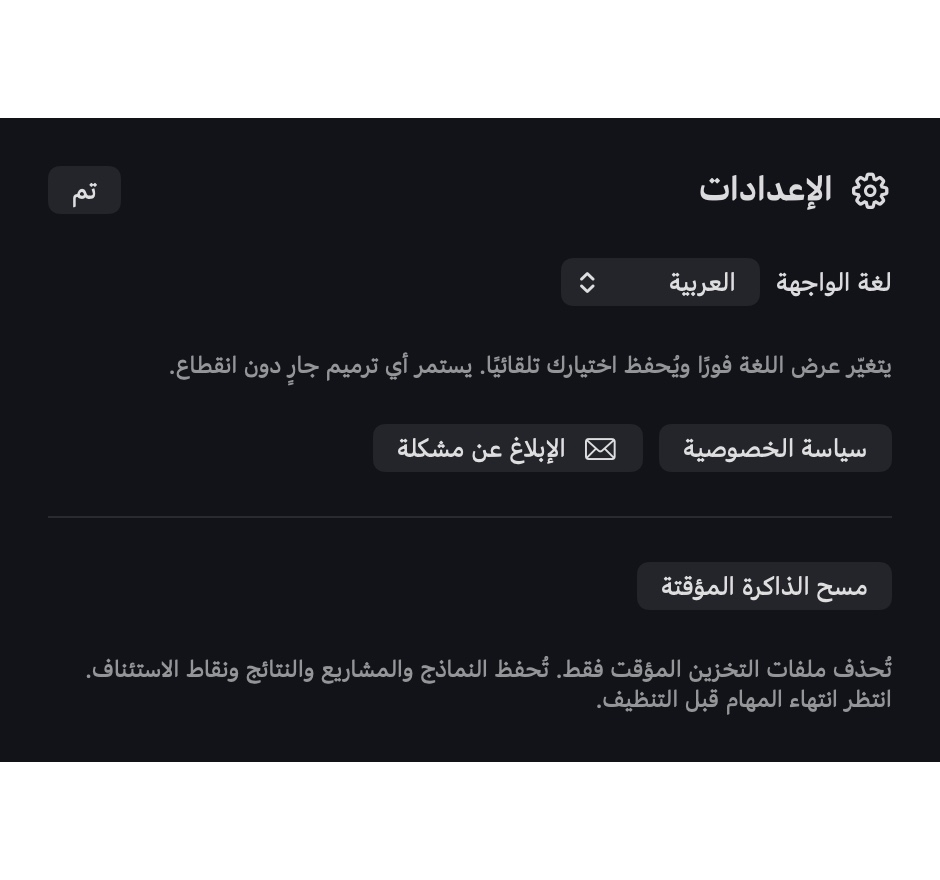 الإعدادات
تم
لغة الواجهة
العربية
يتغيّر عرض اللغة فورًا ويُحفظ اختيارك تلقائيًا. يستمر أي ترميم جارٍ دون انقطاع.
سياسة الخصوصية
الإبلاغ عن مشكلة
مسح الذاكرة المؤقتة
تُحذف ملفات التخزين المؤقت فقط. تُحفظ النماذج والمشاريع والنتائج ونقاط الاستئناف.
انتظر انتهاء المهام قبل التنظيف.